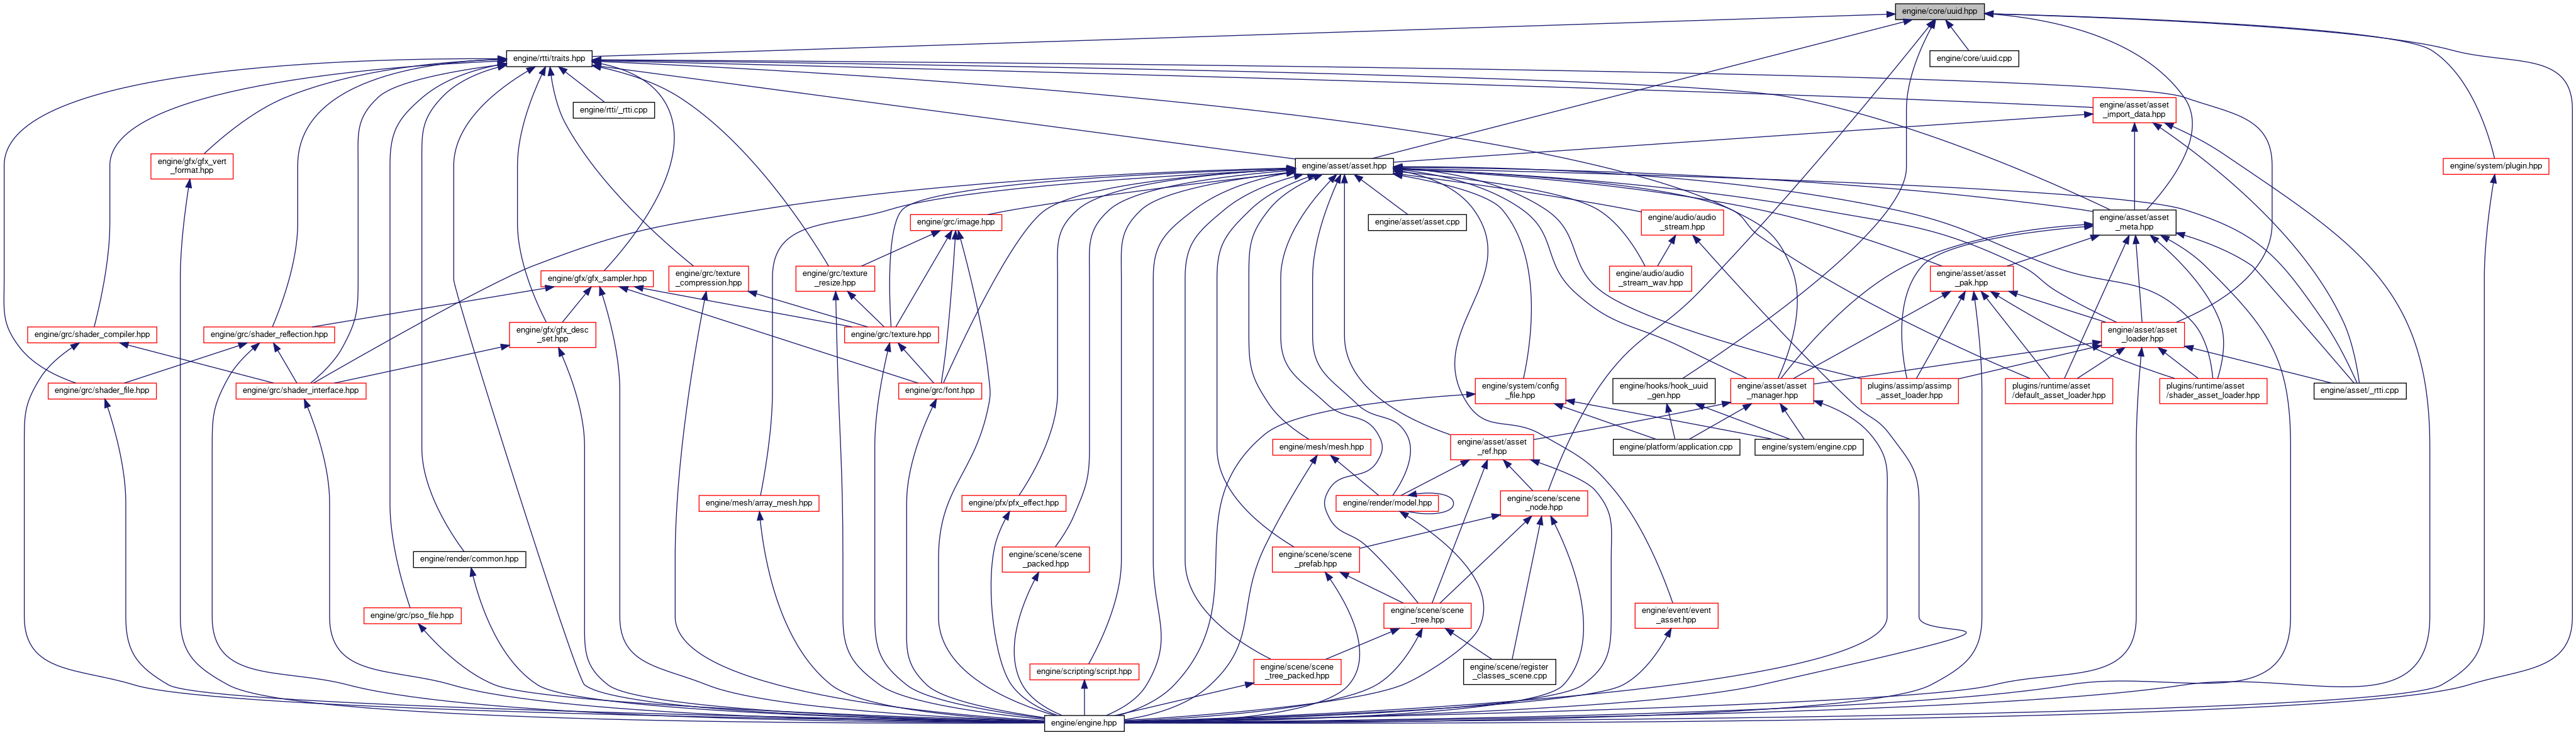 engine/core/uuid.hpp
engine/rtti/traits.hpp
engine/core/uuid.cpp
engine/rtti/_rtti.cpp
engine/asset/asset
_import_data.hpp
engine/gfx/gfx_vert
_format.hpp
engine/asset/asset.hpp
engine/system/plugin.hpp
engine/grc/image.hpp
engine/asset/asset.cpp
engine/audio/audio
_stream.hpp
engine/asset/asset
_meta.hpp
engine/gfx/gfx_sampler.hpp
engine/grc/texture
_compression.hpp
engine/grc/texture
_resize.hpp
engine/audio/audio
_stream_wav.hpp
engine/asset/asset
_pak.hpp
engine/grc/shader_compiler.hpp
engine/grc/shader_reflection.hpp
engine/gfx/gfx_desc
_set.hpp
engine/grc/texture.hpp
engine/asset/asset
_loader.hpp
engine/grc/shader_file.hpp
engine/grc/shader_interface.hpp
engine/grc/font.hpp
engine/system/config
_file.hpp
engine/hooks/hook_uuid
_gen.hpp
engine/asset/asset
_manager.hpp
plugins/assimp/assimp
_asset_loader.hpp
plugins/runtime/asset
/default_asset_loader.hpp
plugins/runtime/asset
/shader_asset_loader.hpp
engine/asset/_rtti.cpp
engine/mesh/mesh.hpp
engine/asset/asset
_ref.hpp
engine/platform/application.cpp
engine/system/engine.cpp
engine/mesh/array_mesh.hpp
engine/pfx/pfx_effect.hpp
engine/render/model.hpp
engine/scene/scene
_node.hpp
engine/render/common.hpp
engine/scene/scene
_packed.hpp
engine/scene/scene
_prefab.hpp
engine/grc/pso_file.hpp
engine/scene/scene
_tree.hpp
engine/event/event
_asset.hpp
engine/scripting/script.hpp
engine/scene/scene
_tree_packed.hpp
engine/scene/register
_classes_scene.cpp
engine/engine.hpp